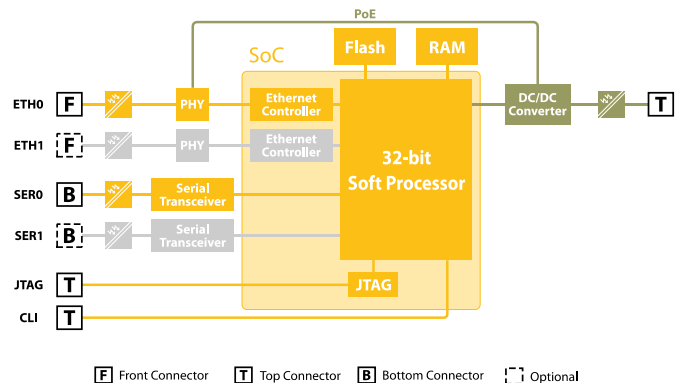 PoE
SoC
Flash
RAM
ETH0
F
PHY
Ethernet
Controller
DC/DC
Converter
T
ETH1
F
PHY
Ethernet
Controller
32-bit
Soft Processor
SER0
B
Serial
Transceiver
SER1
B
Serial
Transceiver
JTAG
T
JTAG
CLI
T
F Front Connector
T Top Connector
B Bottom Connector
Optional